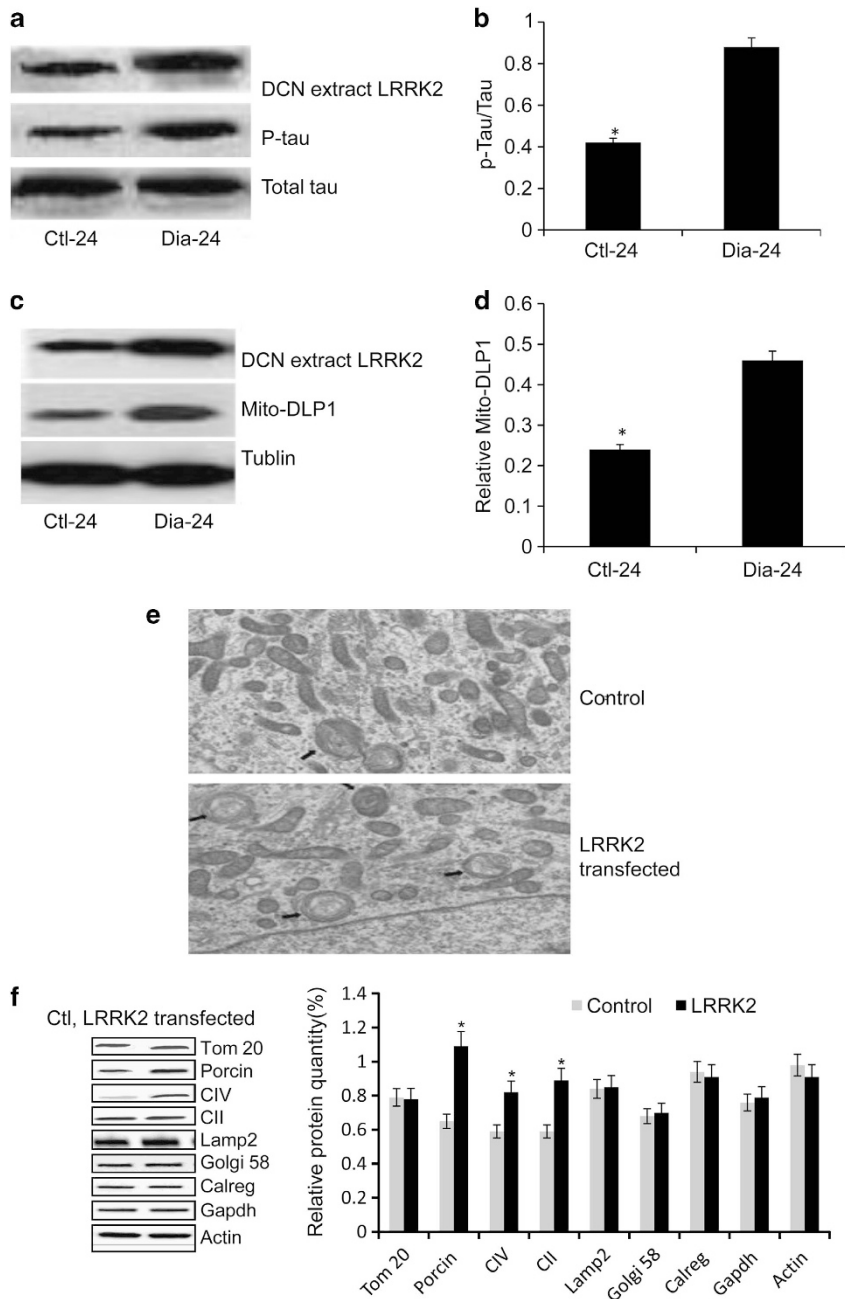 a
DCN extract LRRK2
P-tau
Total tau
Ctl-24
Dia-24
b
p-Tau/Tau
1
0.8
0.6
0.4
0.2
0
*
Ctl-24
Dia-24
c
DCN extract LRRK2
Mito-DLP1
Tublin
Ctl-24
Dia-24
d
Relative Mito-DLP1
0.6
0.5
0.4
0.3
0.2
0.1
0
*
Ctl-24
Dia-24
e
Control
LRRK2
transfected
f
Ctl, LRRK2 transfected
Tom 20
Porcin
CIV
CII
Lamp2
Golgi 58
Calreg
Gapdh
Actin
Relative protein quantity(%)
1.4
1.2
1
0.8
0.6
0.4
0.2
0
Control
LRRK2
*
*
*
Tom 20
Porcin
CIV
CII
Lamp2
Golgi 58
Calreg
Gapdh
Actin